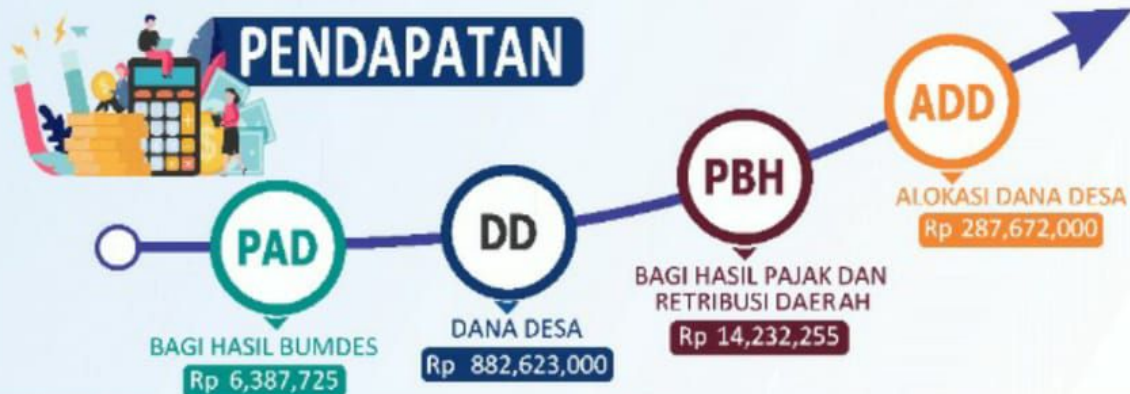 PENDAPATAN
PAD
BAGI HASIL BUMDES
Rp 6,387,725
DD
DANA DESA
Rp 882,623,000
PBH
BAGI HASIL PAJAK DAN
RETRIBUSI DAERAH
Rp 14,232,255
ADD
ALOKASI DANA DESA
Rp 287,672,000